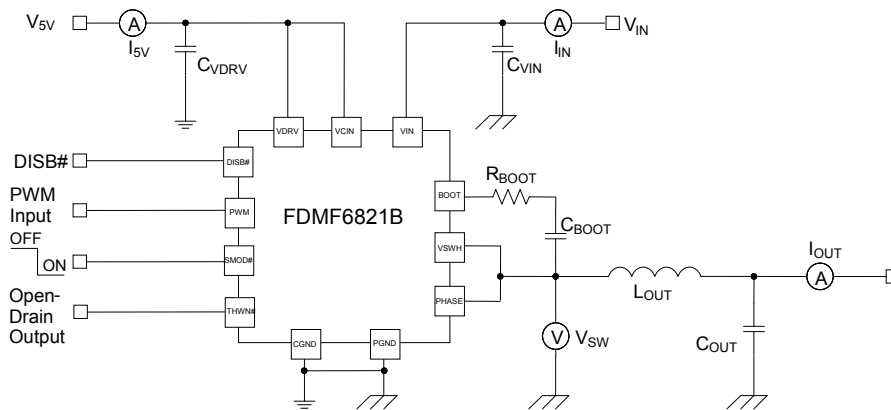 V5V
A
I5V
CVDRV
CVIN
A
IIN
VIN
VDRV
VCIN
VIN
DISB#
DISB#
PWM
Input
PWM
OFF
ON
SMOD#
Open-
Drain
Output
THWN#
FDMF6821B
BOOT
VSWH
PHASE
CGND
PGND
RBOOT
CBOOT
LOUT
IOUT
A
V
VSW
COUT